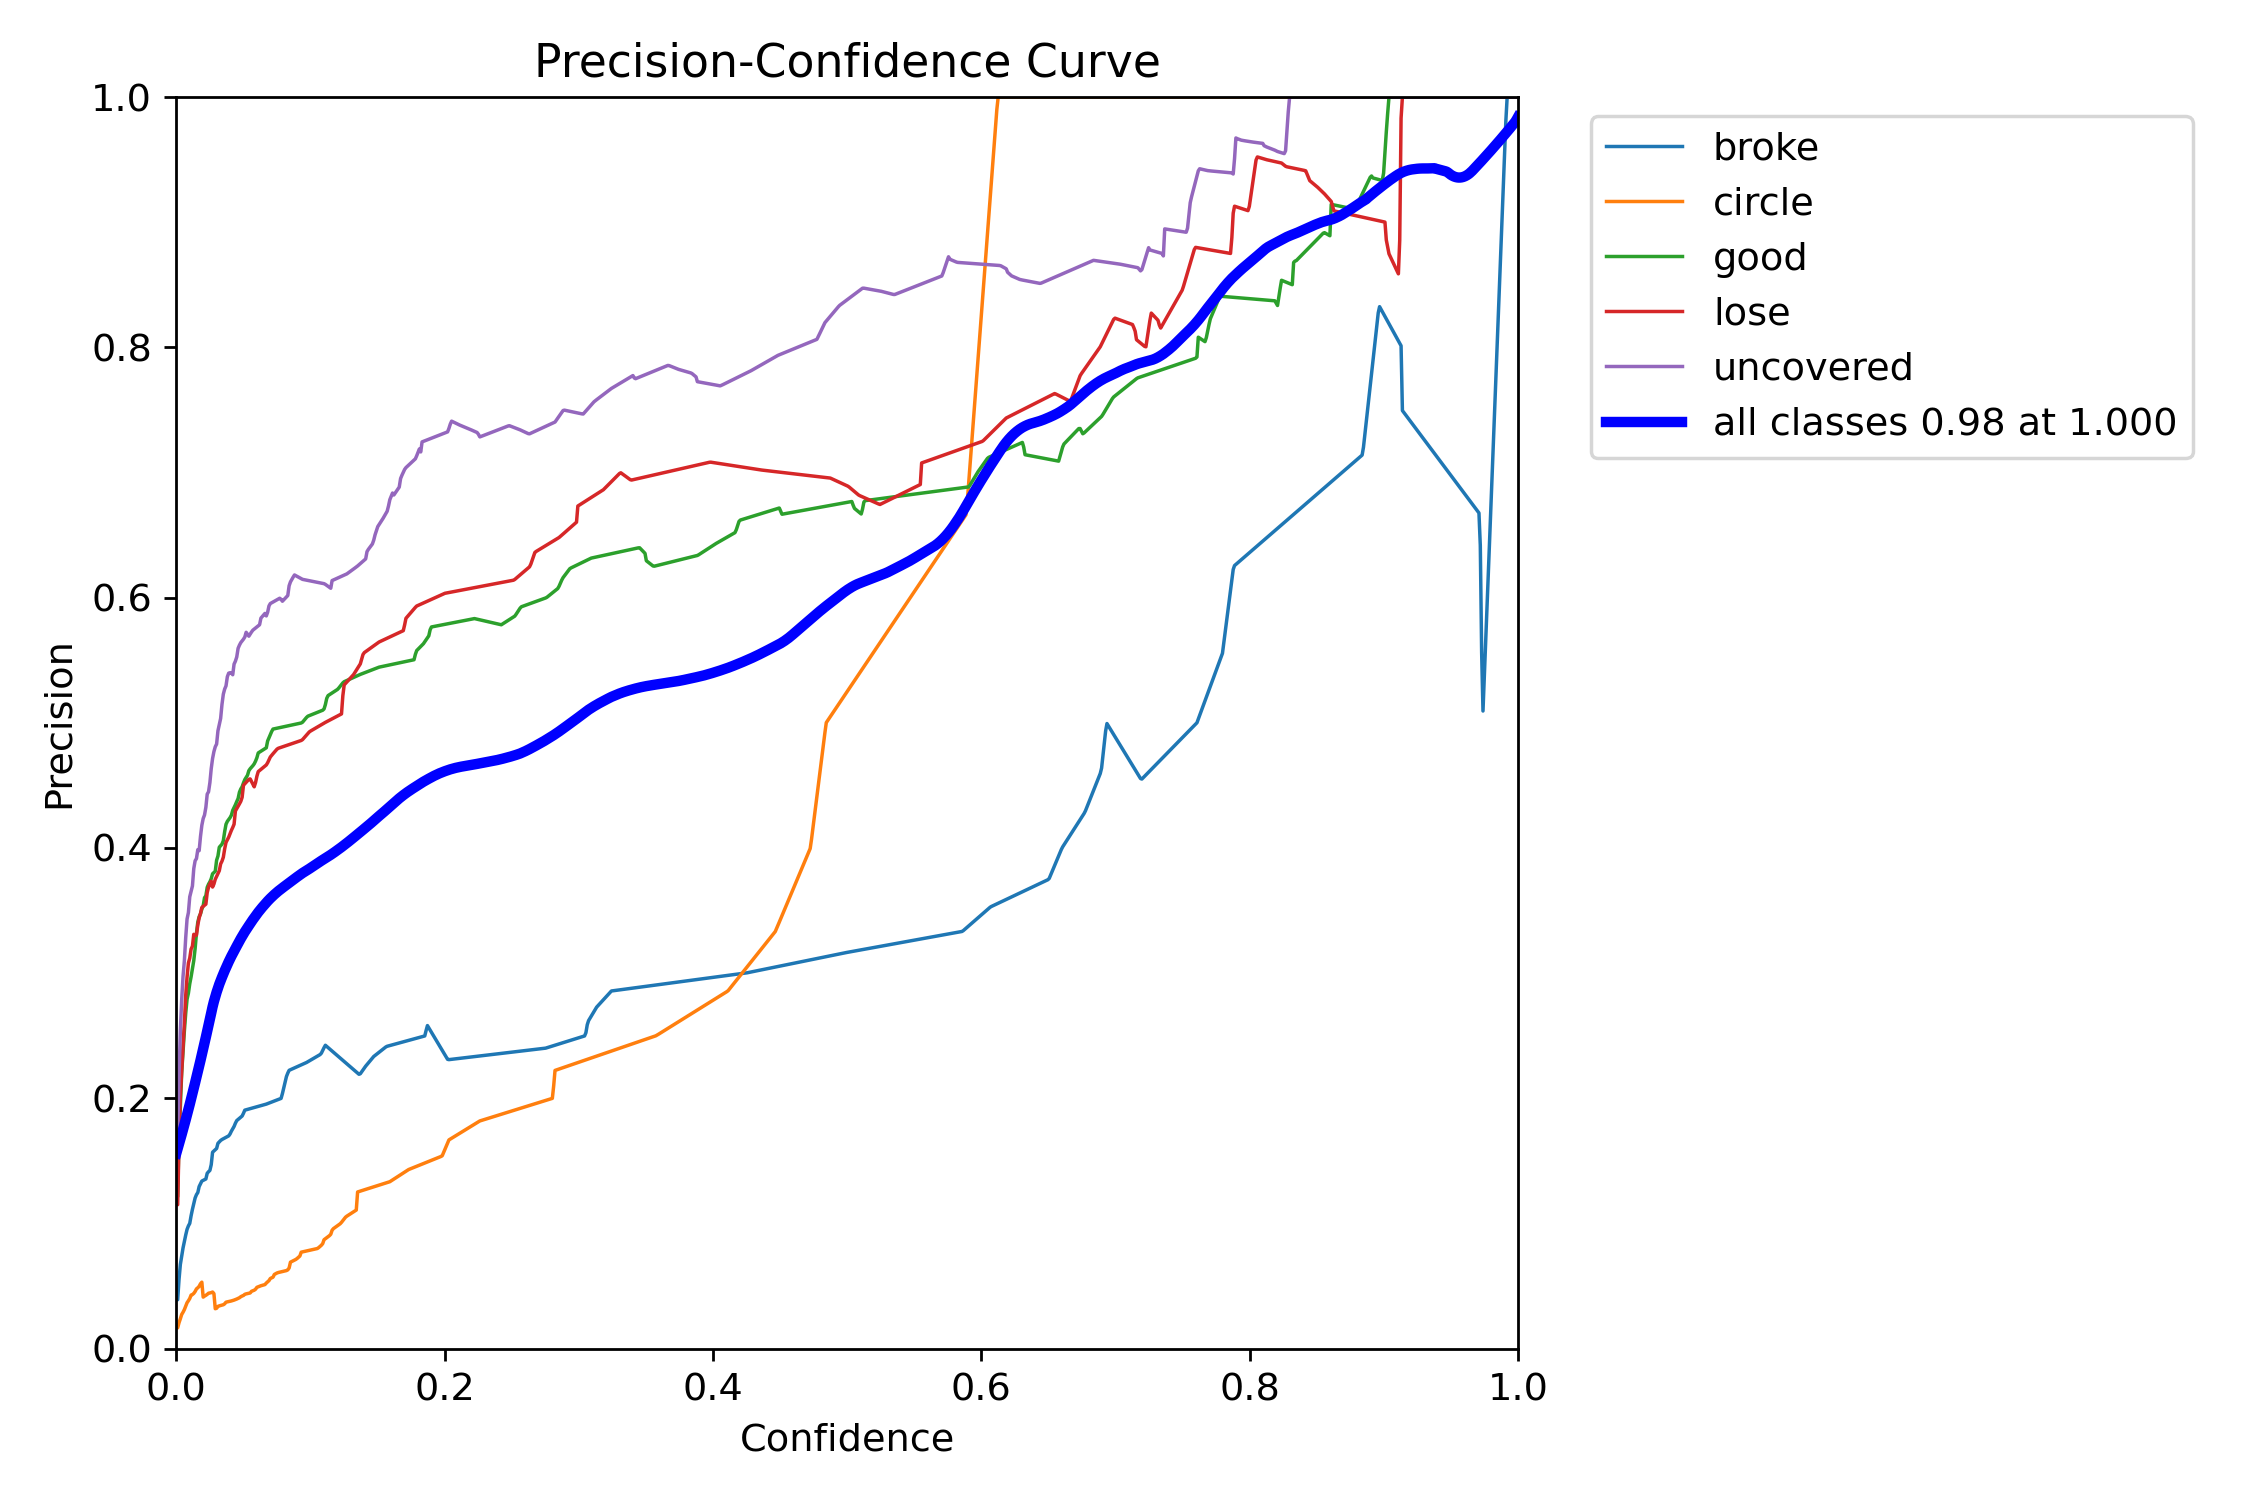 Precision-Confidence Curve
1.0
0.8
0.6
0.4
0.2
0.0
Precision
0.0 0.2 0.4 0.6 0.8 1.0
Confidence
broke
circle
good
lose
uncovered
all classes 0.98 at 1.000